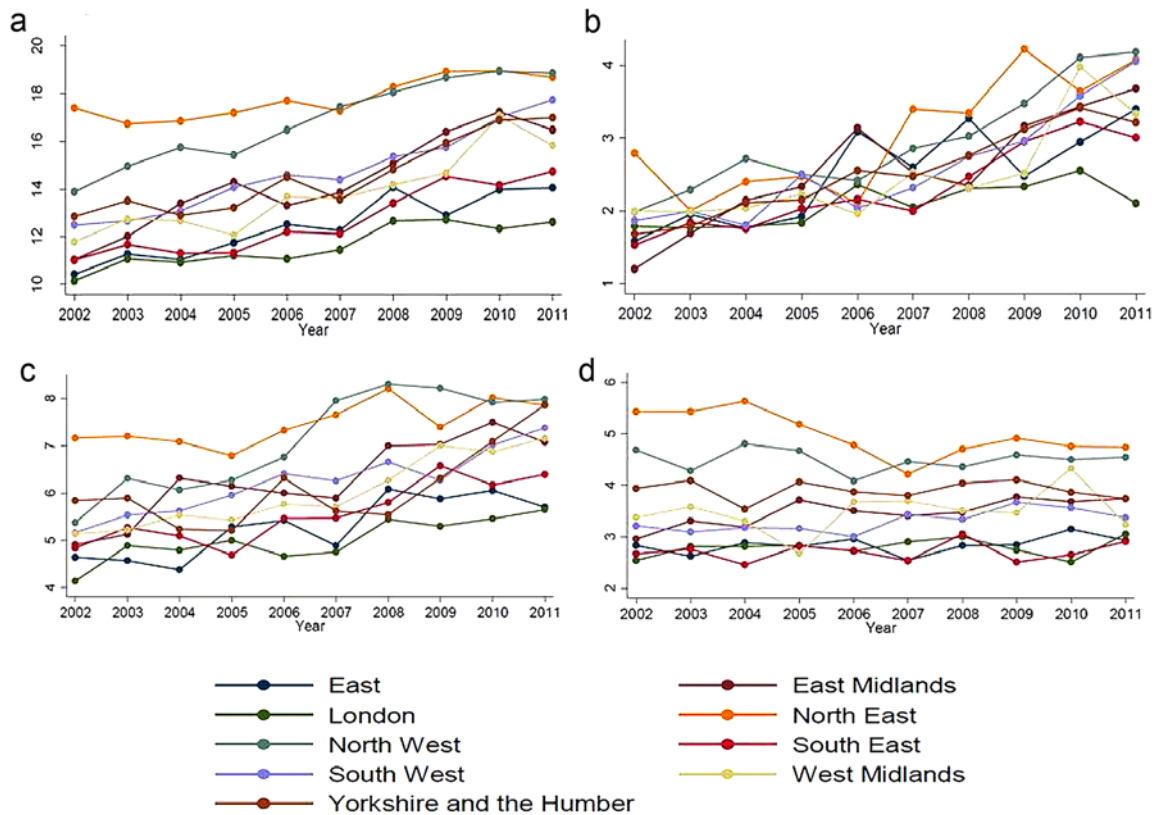 a
20
18
16
14
12
10
2002 2003 2004 2005 2006 2007 2008 2009 2010 2011
Year
b
4
3
2
1
2002 2003 2004 2005 2006 2007 2008 2009 2010 2011
Year
c
8
7
6
5
4
2002 2003 2004 2005 2006 2007 2008 2009 2010 2011
Year
d
6
5
4
3
2
2002 2003 2004 2005 2006 2007 2008 2009 2010 2011
Year
East
London
North West
South West
Yorkshire and the Humber
East Midlands
North East
South East
West Midlands